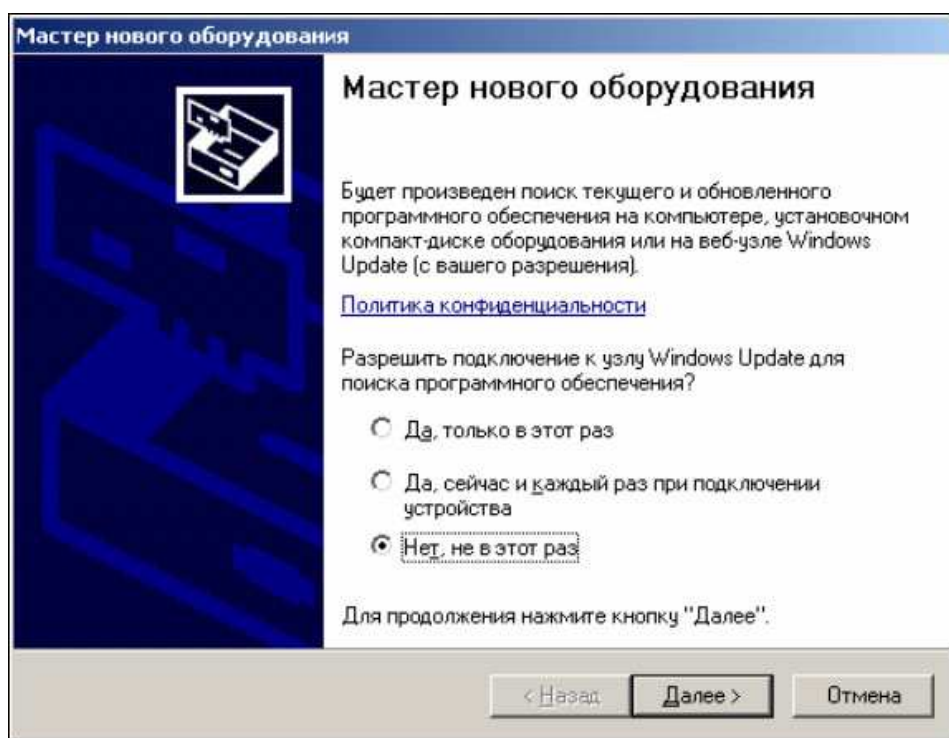 Мастер нового оборудования
Мастер нового оборудования
Будет произведен поиск текущего и обновленного
программного обеспечения на компьютере, установочном
компакт-диске оборудования или на веб-узле Windows
Update (с вашего разрешения).
Политика конфиденциальности
Разрешить подключение к узлу Windows Update для
поиска программного обеспечения?
Да, только в этот раз
Да, сейчас и каждый раз при подключении
устройства
Нет, не в этот раз
Для продолжения нажмите кнопку "Далее".
< Назад Далее > Отмена